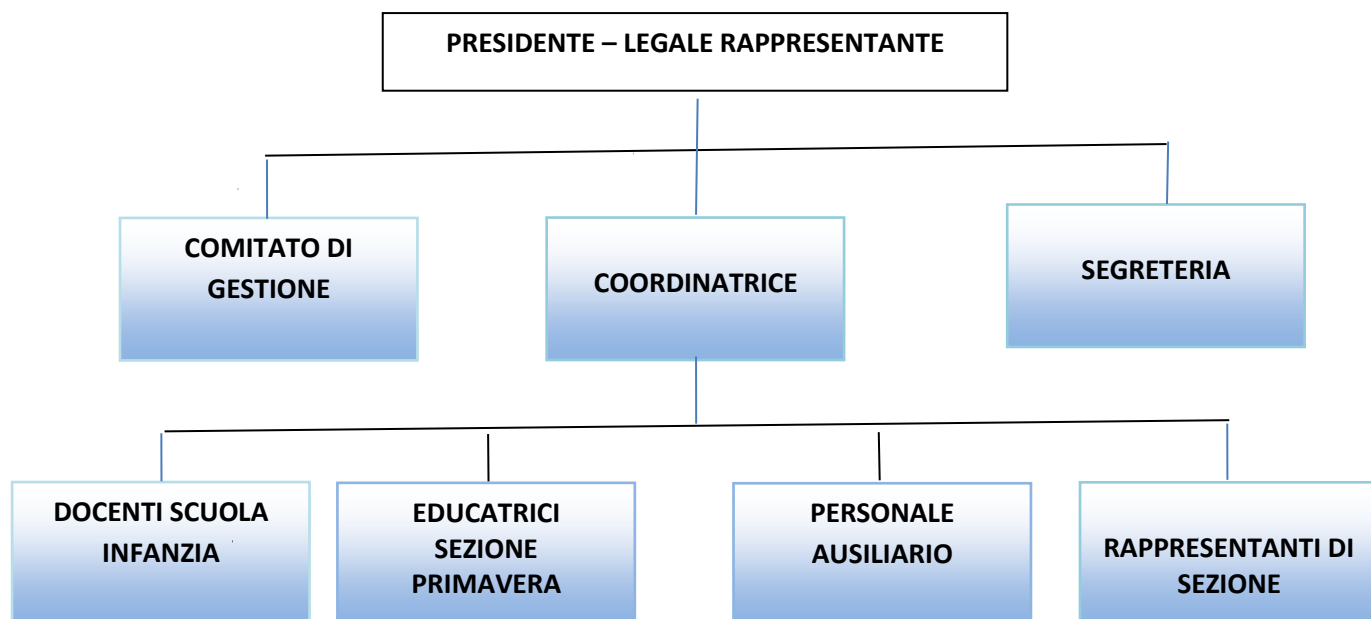 PRESIDENTE – LEGALE RAPPRESENTANTE
COMITATO DI
GESTIONE
COORDINATRICE
SEGRETERIA
DOCENTI SCUOLA
INFANZIA
EDUCATRICI
SEZIONE
PRIMAVERA
PERSONALE
AUSILIARIO
RAPPRESENTANTI DI
SEZIONE